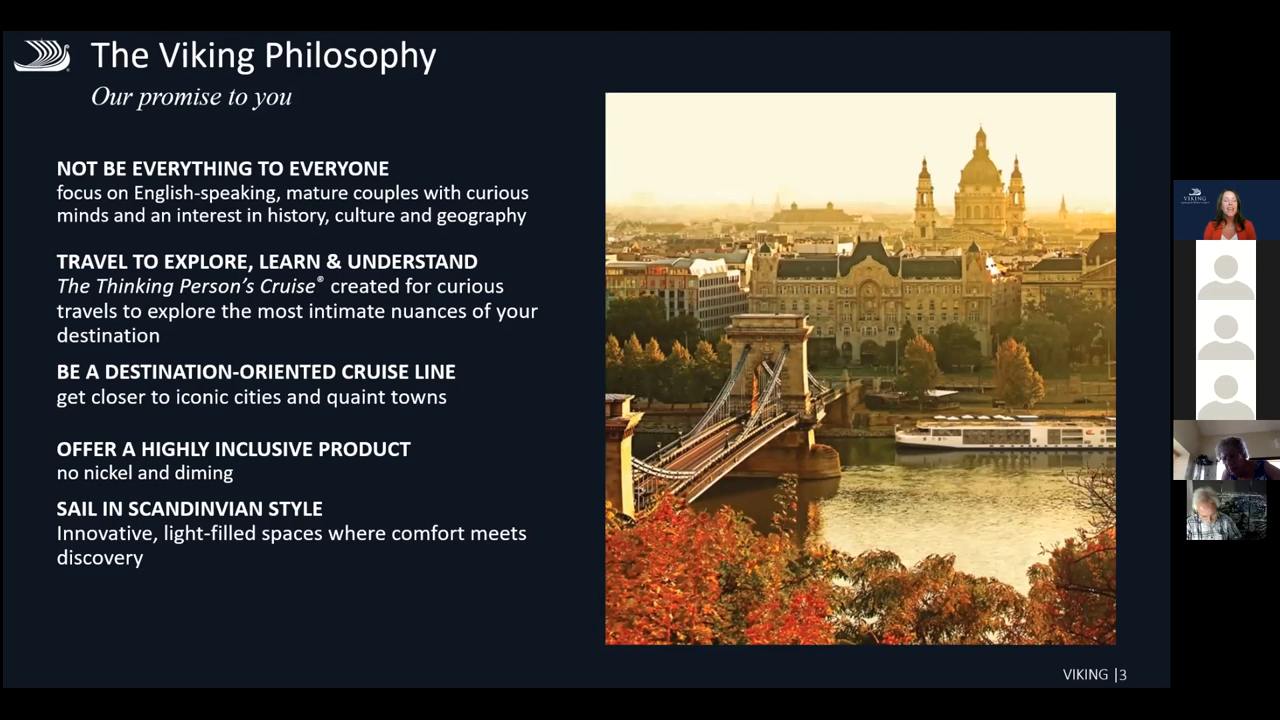 The Viking Philosophy
Our promise to you
NOT BE EVERYTHING TO EVERYONE
focus on English-speaking, mature couples with curious
minds and an interest in history, culture and geography
TRAVEL TO EXPLORE, LEARN & UNDERSTAND
The Thinking Person's Cruise® created for curious
travels to explore the most intimate nuances of your
destination
BE A DESTINATION-ORIENTED CRUISE LINE
get closer to iconic cities and quaint towns
OFFER A HIGHLY INCLUSIVE PRODUCT
no nickel and diming
SAIL IN SCANDINVIAN STYLE
Innovative, light-filled spaces where comfort meets
discovery
VIKING |3
VIKING